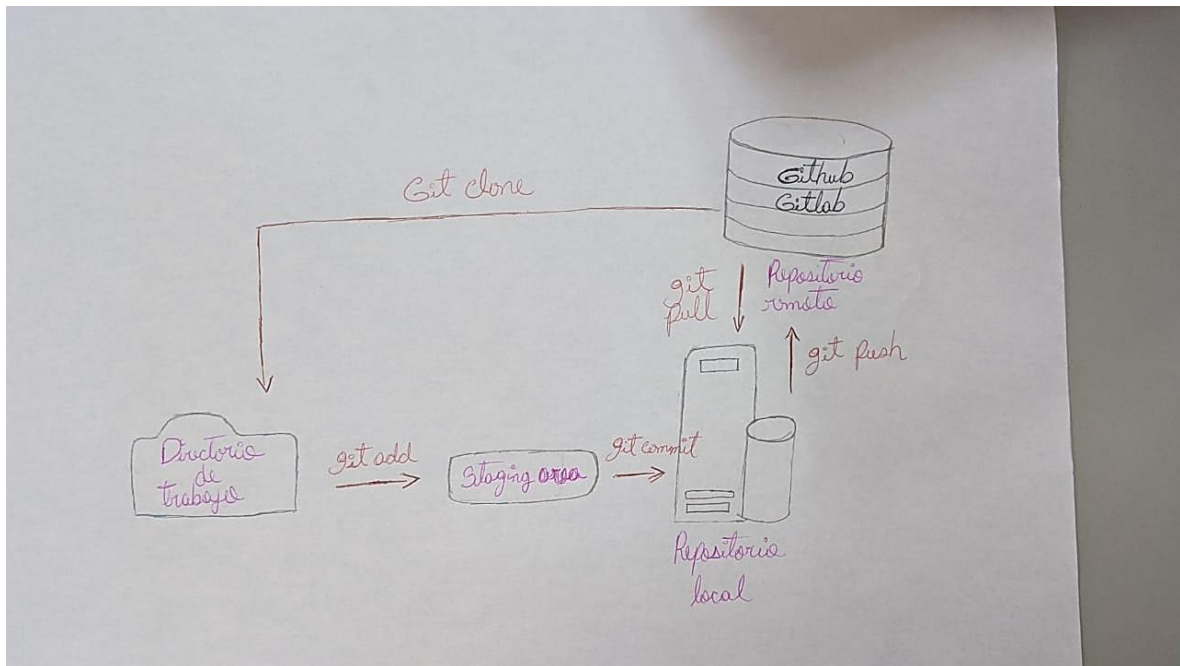 Github
Gitlab
Git clone
Repositorio
remoto
git
pull
git push
Directorio
de
trabajo
git add
Staging area
git commit
Repositorio
local